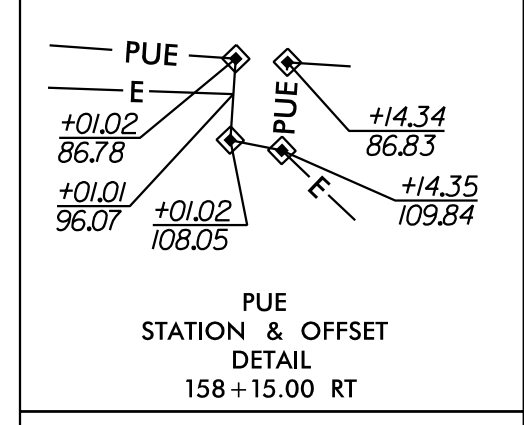 PUE
E
PUE
+01.02
86.78
+14.34
86.83
+01.01
96.07
+01.02
108.05
E
+14.35
109.84
PUE
STATION & OFFSET
DETAIL
158+15.00 RT